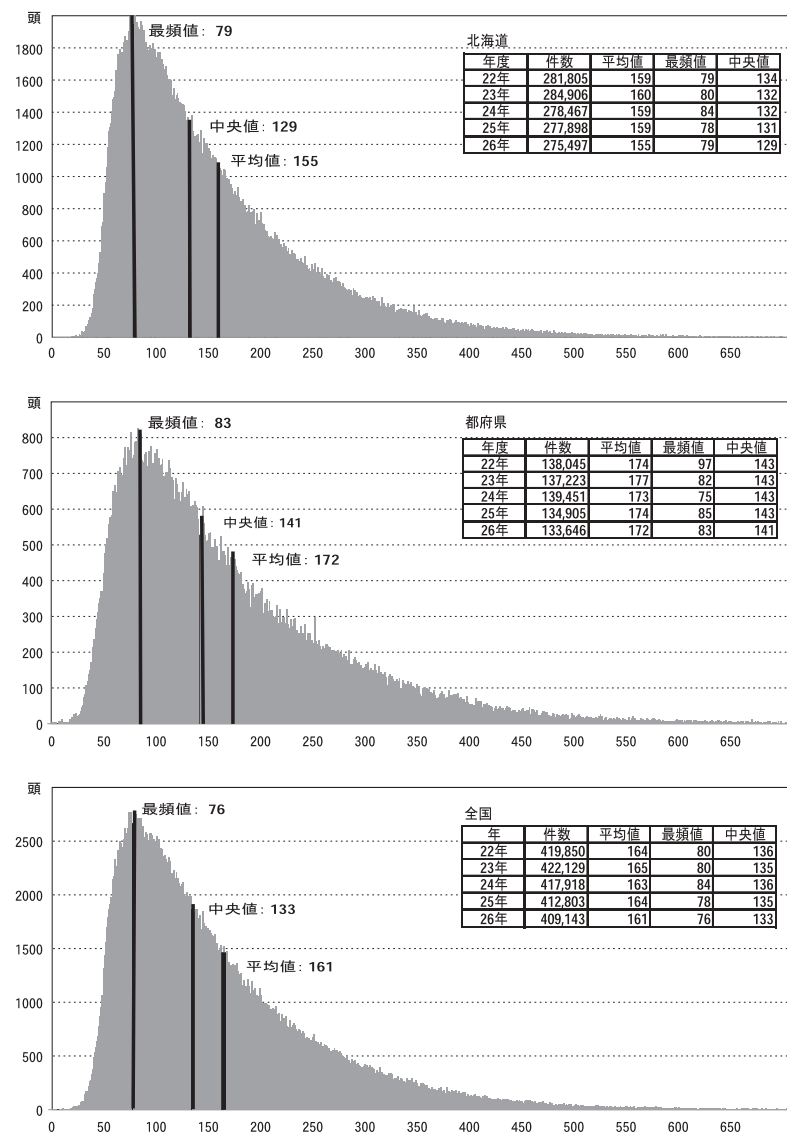 頭
最頻値： 79
中央値： 129
平均値： 155
北海道
年度 件数 平均値 最頻値 中央値
22年 281,805 159 79 134
23年 284,906 160 80 132
24年 278,467 159 84 132
25年 277,898 159 78 131
26年 275,497 155 79 129
1800
1600
1400
1200
1000
800
600
400
200
0
0 50 100 150 200 250 300 350 400 450 500 550 600 650
頭
最頻値： 83
中央値： 141
平均値： 172
都府県
年度 件数 平均値 最頻値 中央値
22年 138,045 174 97 143
23年 137,223 177 82 143
24年 139,451 173 75 143
25年 134,905 174 85 143
26年 133,646 172 83 141
800
700
600
500
400
300
200
100
0
0 50 100 150 200 250 300 350 400 450 500 550 600 650
頭
最頻値： 76
中央値： 133
平均値： 161
全国
年 件数 平均値 最頻値 中央値
22年 419,850 164 80 136
23年 422,129 165 80 135
24年 417,918 163 84 136
25年 412,803 164 78 135
26年 409,143 161 76 133
2500
2000
1500
1000
500
0
0 50 100 150 200 250 300 350 400 450 500 550 600 650